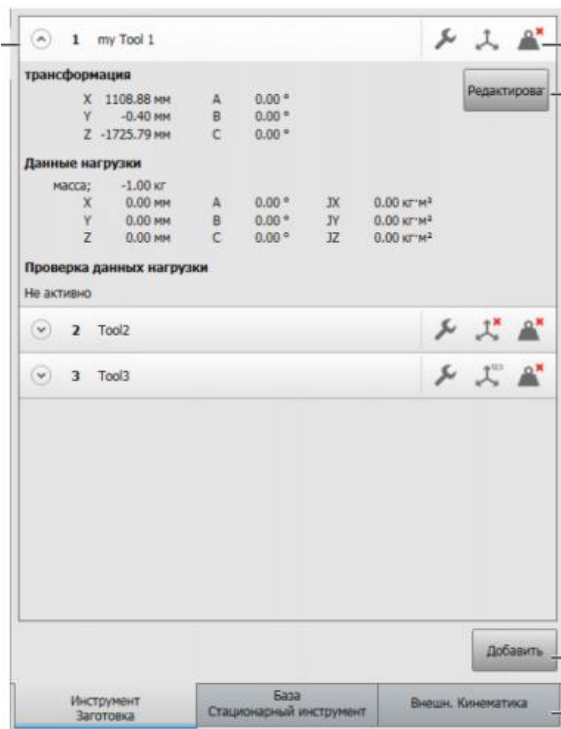 1 my Tool 1
трансформация
Редактироват
X 1108.88 мм A 0.00 °
Y -0.40 мм B 0.00 °
Z -1725.79 мм C 0.00 °
Данные нагрузки
масса; -1.00 кг
X 0.00 мм A 0.00 ° JX 0.00 кг·м²
Y 0.00 мм B 0.00 ° JY 0.00 кг·м²
Z 0.00 мм C 0.00 ° JZ 0.00 кг·м²
Проверка данных нагрузки
Не активно
2 Tool2
3 Tool3
Добавить
Инструмент
Заготовка
База
Стационарный инструмент
Внешн. Кинематика